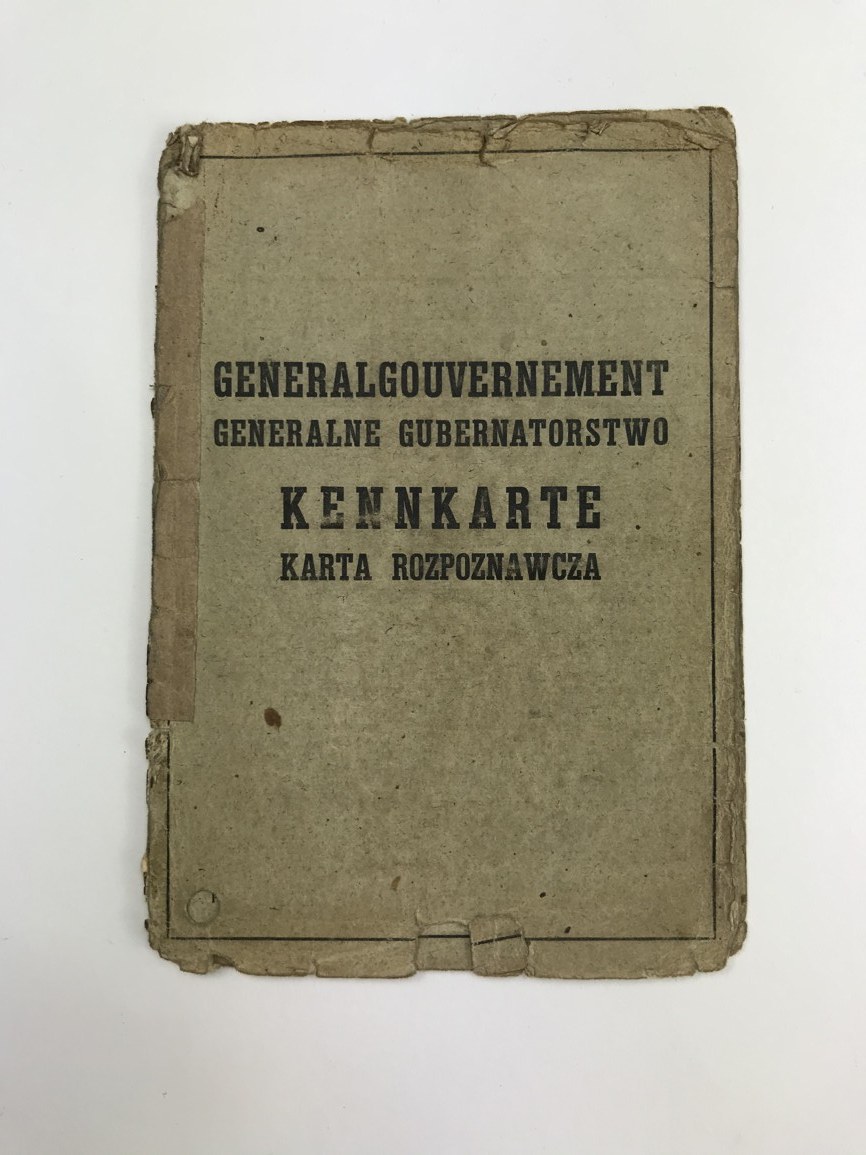 GENERALGOUVERNEMENT
GENERALNE GUBERNATORSTWO
KENNKARTE
KARTA ROZPOZNAWCZA